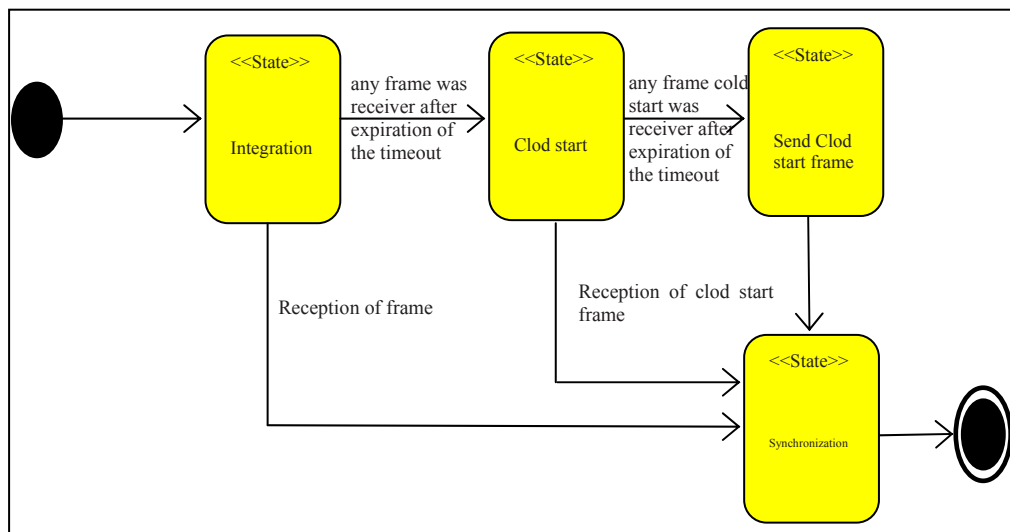 <<State>>
Integration
any frame was
receiver after
expiration of
the timeout
<<State>>
Clod start
any frame cold
start was
receiver after
expiration of
the timeout
<<State>>
Send Clod
start frame
Reception of frame
Reception of clod start
frame
<<State>>
Synchronization